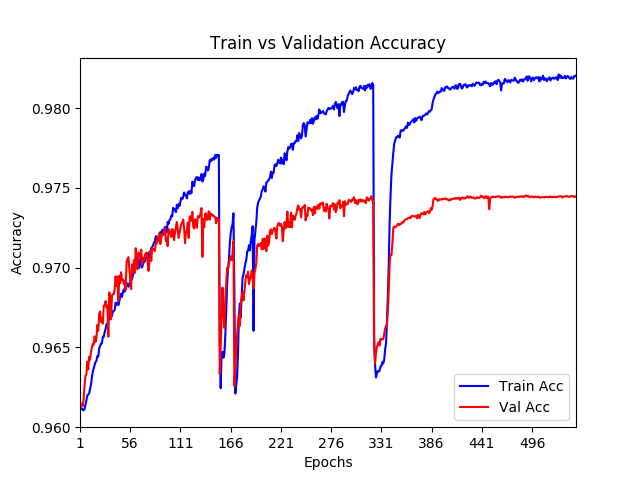 Train vs Validation Accuracy
Accuracy
0.980
0.975
0.970
0.965
0.960
1 56 111 166 221 276 331 386 441 496
Epochs
Train Acc
Val Acc